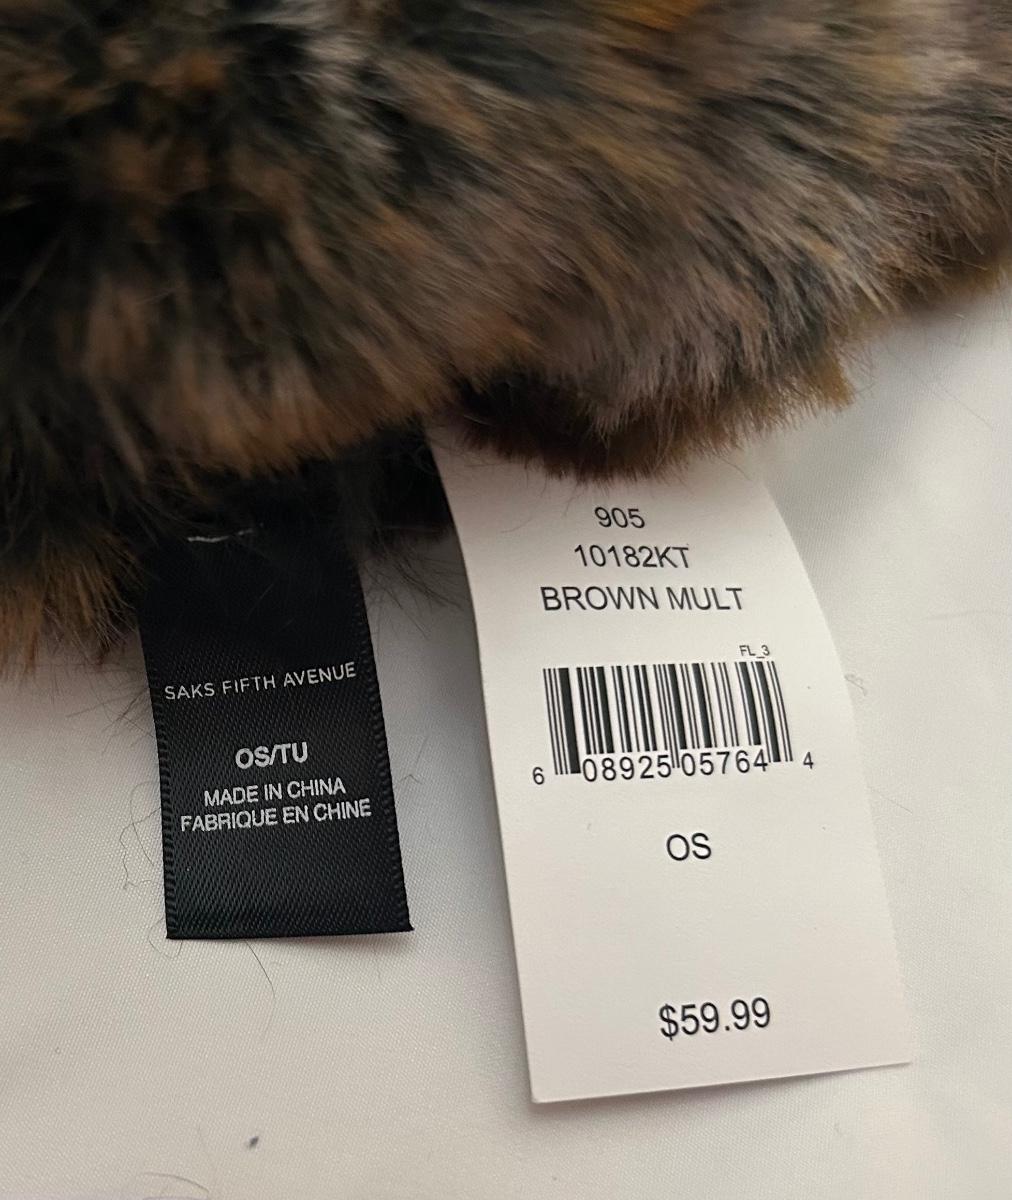 SAKS FIFTH AVENUE
OS/TU
MADE IN CHINA
FABRIQUE EN CHINE
905
10182KT
BROWN MULT
FL_3
6 08925 05764 4
OS
$59.99